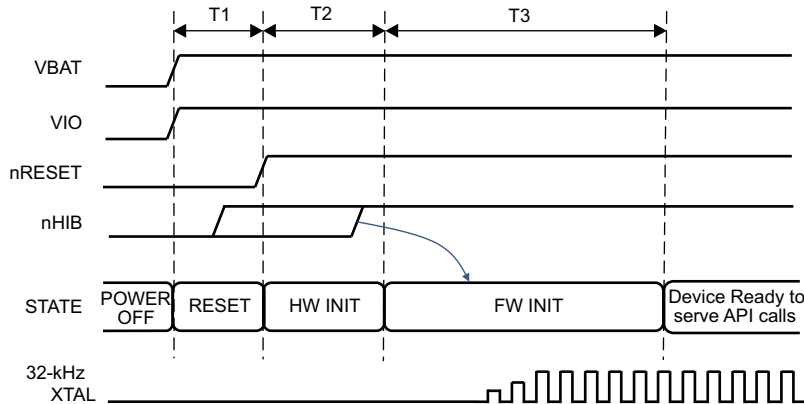 T1 T2 T3
VBAT
VIO
nRESET
nHIB
STATE POWER OFF RESET HW INIT FW INIT Device Ready to serve API calls
32-kHz
XTAL